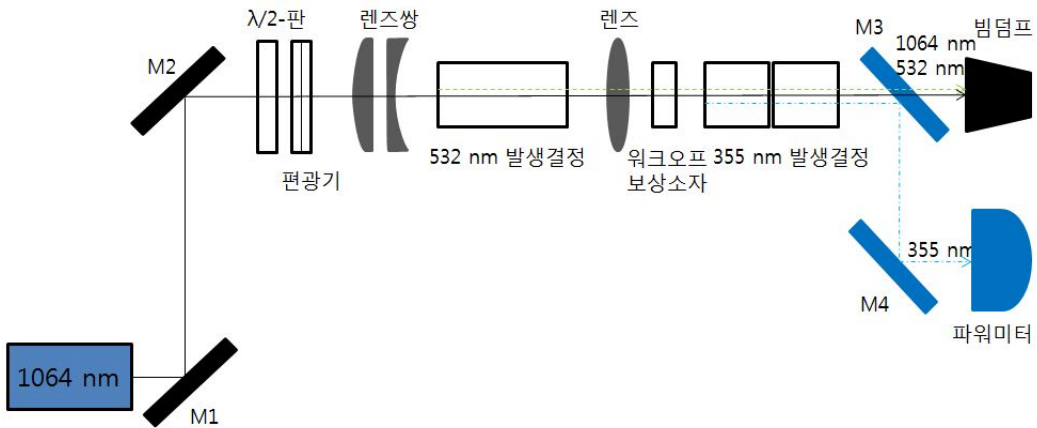 λ/2-판
렌즈쌍
렌즈
M3
1064 nm
532 nm
빔덤프
M2
편광기
532 nm 발생결정
워크오프
보상소자
355 nm 발생결정
355 nm
M4
파워미터
1064 nm
M1